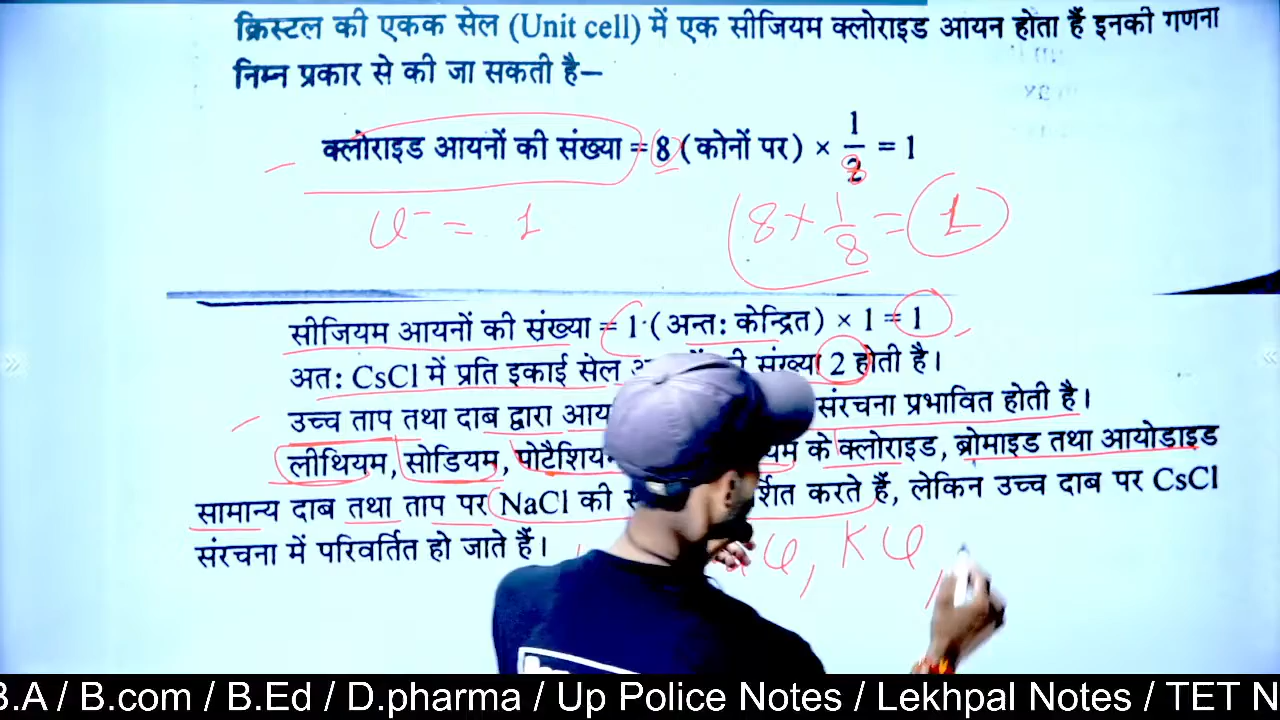 क्रिस्टल की एकक सेल (Unit cell) में एक सीजियम क्लोराइड आयन होता हैं इनकी गणना
निम्न प्रकार से की जा सकती है–
क्लोराइड आयनों की संख्या = 8 (कोनों पर) × 1/8 = 1
Cl⁻ = 1
8 × 1/8 = 1
सीजियम आयनों की संख्या = 1 (अन्त: केन्द्रित) × 1 = 1
अत: CsCl में प्रति इकाई सेल संख्या 2 होती है।
उच्च ताप तथा दाब द्वारा संरचना प्रभावित होती है।
लीथियम, सोडियम, के क्लोराइड, ब्रोमाइड तथा आयोडाइड
सामान्य दाब तथा ताप पर NaCl की करते हैं, लेकिन उच्च दाब पर CsCl
संरचना में परिवर्तित हो जाते हैं।
KCl,
B.com / B.Ed / D.pharma / Up Police Notes / Lekhpal Notes / TET